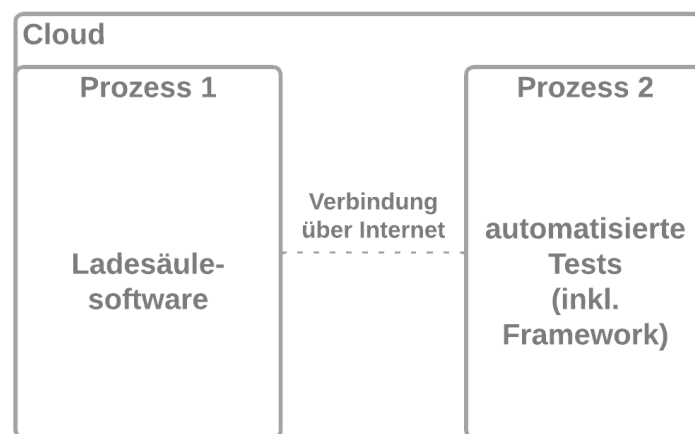 Cloud
Prozess 1
Prozess 2
Verbindung
über Internet
Ladesäule-
software
automatisierte
Tests
(inkl.
Framework)